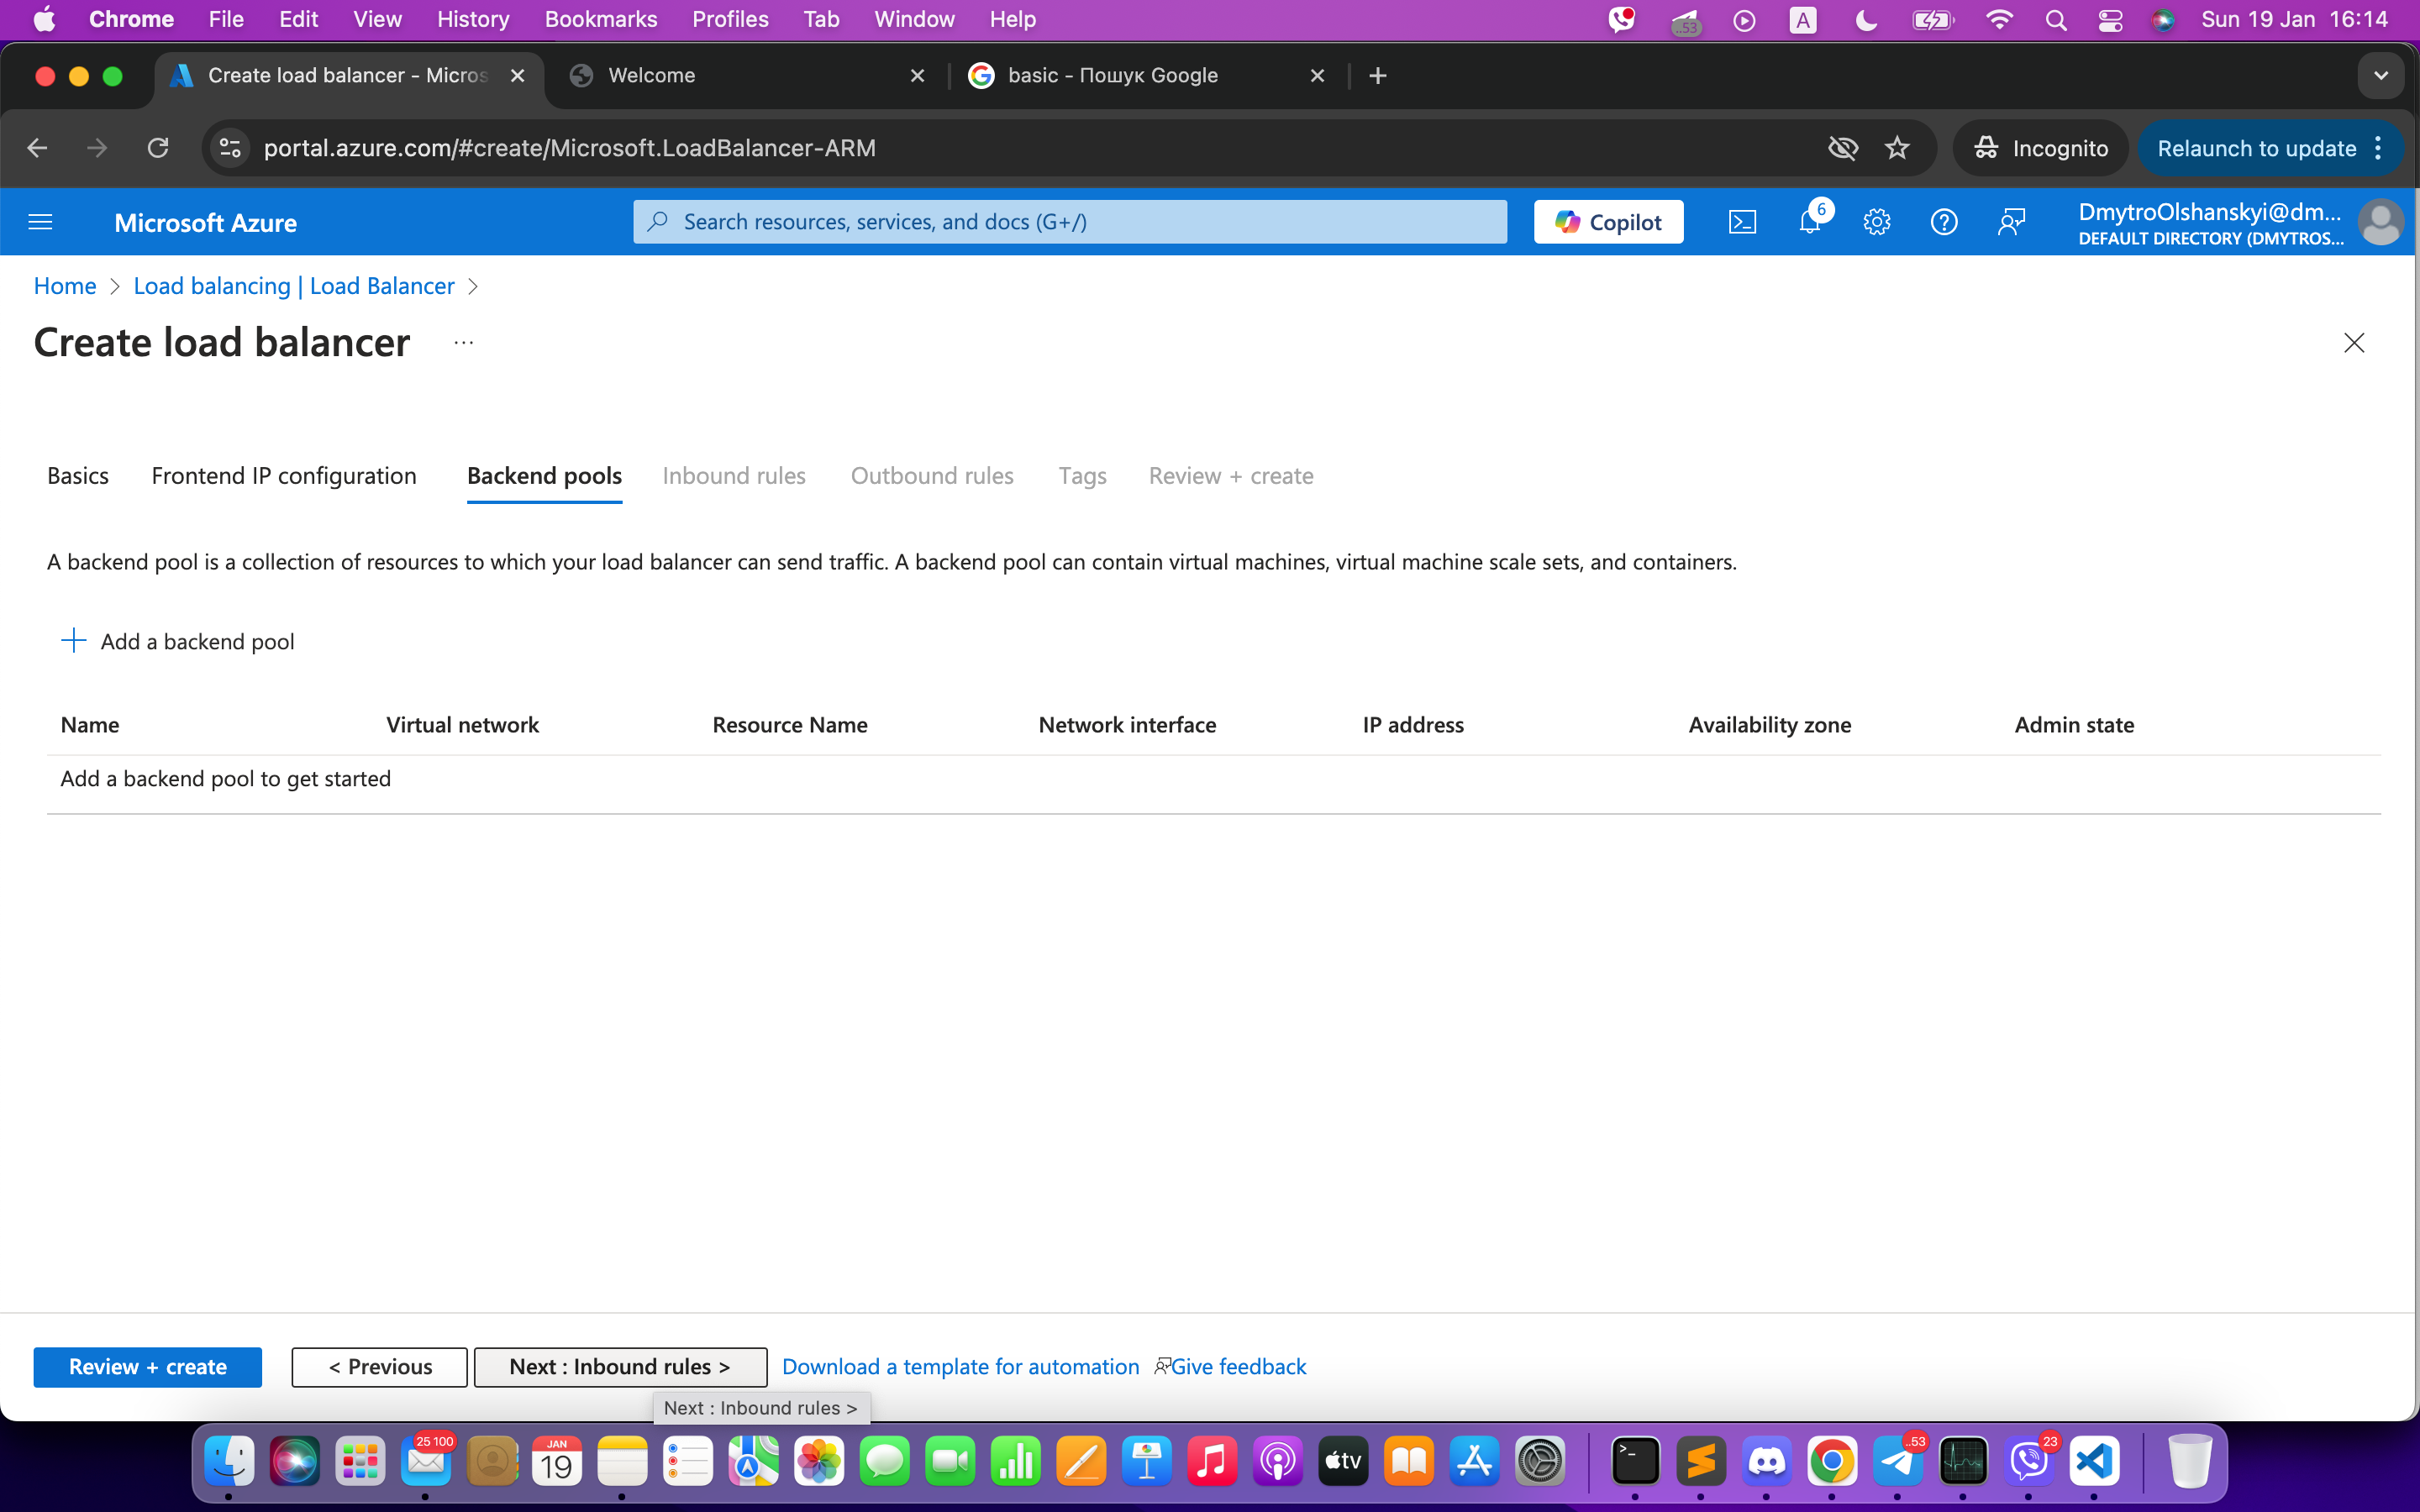 Chrome File Edit View History Bookmarks Profiles Tab Window Help A Sun 19 Jan 16:14
Create load balancer - Micros Welcome basic - Пошук Google
portal.azure.com/#create/Microsoft.LoadBalancer-ARM Incognito Relaunch to update
Microsoft Azure Search resources, services, and docs (G+/) Copilot 6 DmytroOlshanskyi@dm...
DEFAULT DIRECTORY (DMYTROS...
Home > Load balancing | Load Balancer >
Create load balancer ...
Basics Frontend IP configuration Backend pools Inbound rules Outbound rules Tags Review + create
A backend pool is a collection of resources to which your load balancer can send traffic. A backend pool can contain virtual machines, virtual machine scale sets, and containers.
+ Add a backend pool
Name Virtual network Resource Name Network interface IP address Availability zone Admin state
Add a backend pool to get started
Review + create < Previous Next : Inbound rules > Download a template for automation Give feedback
Next : Inbound rules >
25 100 JAN 19 tv ..53 23